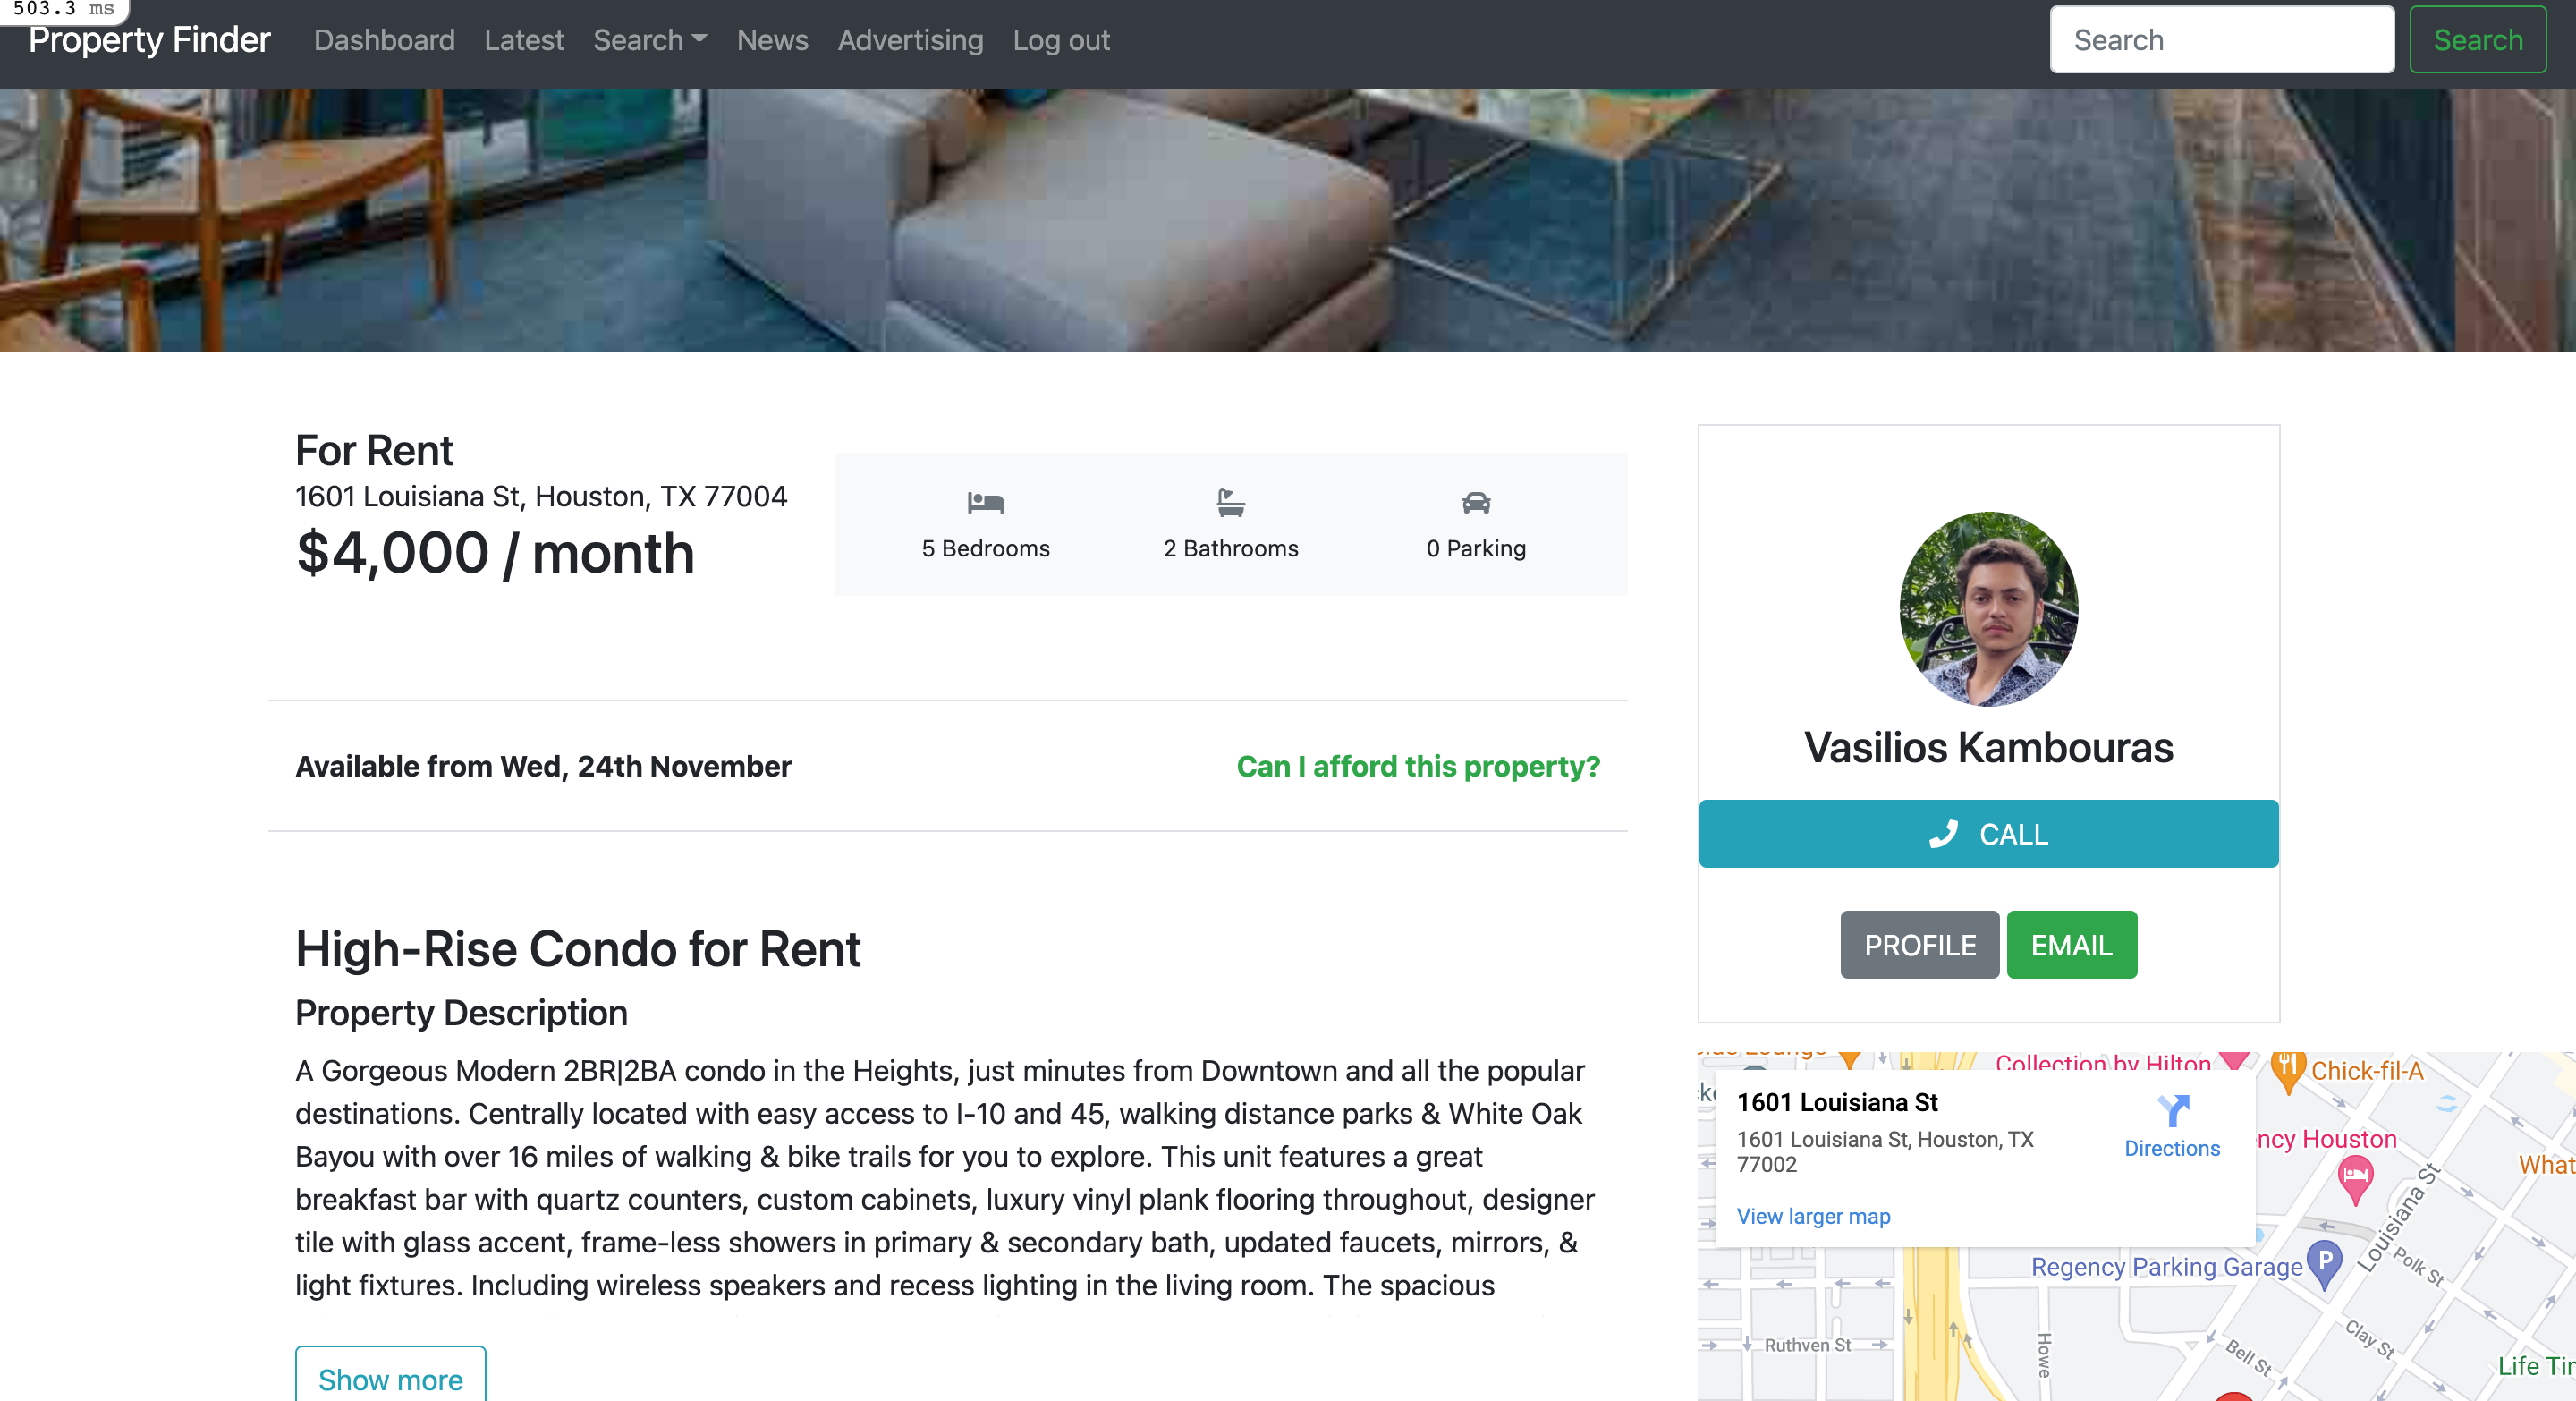 503.3 ms
Property Finder Dashboard Latest Search News Advertising Log out Search Search
For Rent
1601 Louisiana St, Houston, TX 77004
$4,000 / month
5 Bedrooms 2 Bathrooms 0 Parking
Available from Wed, 24th November Can I afford this property?
High-Rise Condo for Rent
Property Description
A Gorgeous Modern 2BR|2BA condo in the Heights, just minutes from Downtown and all the popular
destinations. Centrally located with easy access to I-10 and 45, walking distance parks & White Oak
Bayou with over 16 miles of walking & bike trails for you to explore. This unit features a great
breakfast bar with quartz counters, custom cabinets, luxury vinyl plank flooring throughout, designer
tile with glass accent, frame-less showers in primary & secondary bath, updated faucets, mirrors, &
light fixtures. Including wireless speakers and recess lighting in the living room. The spacious
Show more
Vasilios Kambouras
CALL
PROFILE EMAIL
Collection by Hilton
Chick-fil-A
1601 Louisiana St
1601 Louisiana St, Houston, TX
77002
Directions
View larger map
ncy Houston
What
Louisiana St
Regency Parking Garage
P
Polk St
Ruthven St
Howe
Clay St
Bell St
Life Tim